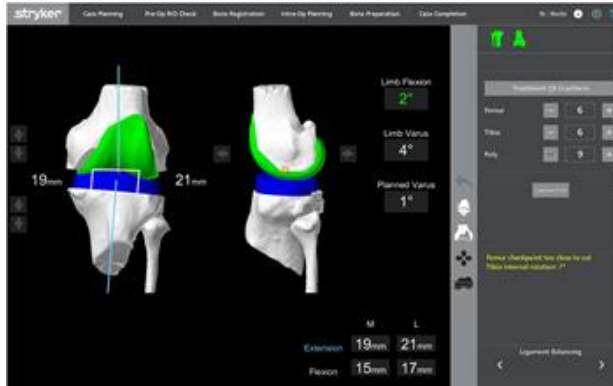 stryker Case Planning Pre-Op RIO Check Bone Registration Intra-Op Planning Bone Preparation Case Completion
Limb Flexion
2°
Limb Varus
4°
Planned Varus
1°
19mm 21mm
M L
Extension 19mm 21mm
Flexion 15mm 17mm
Femur 6
Tibia 6
Poly 9
Femur checkpoint too close to cut
Tibia internal rotation: 7°
Ligament Balancing